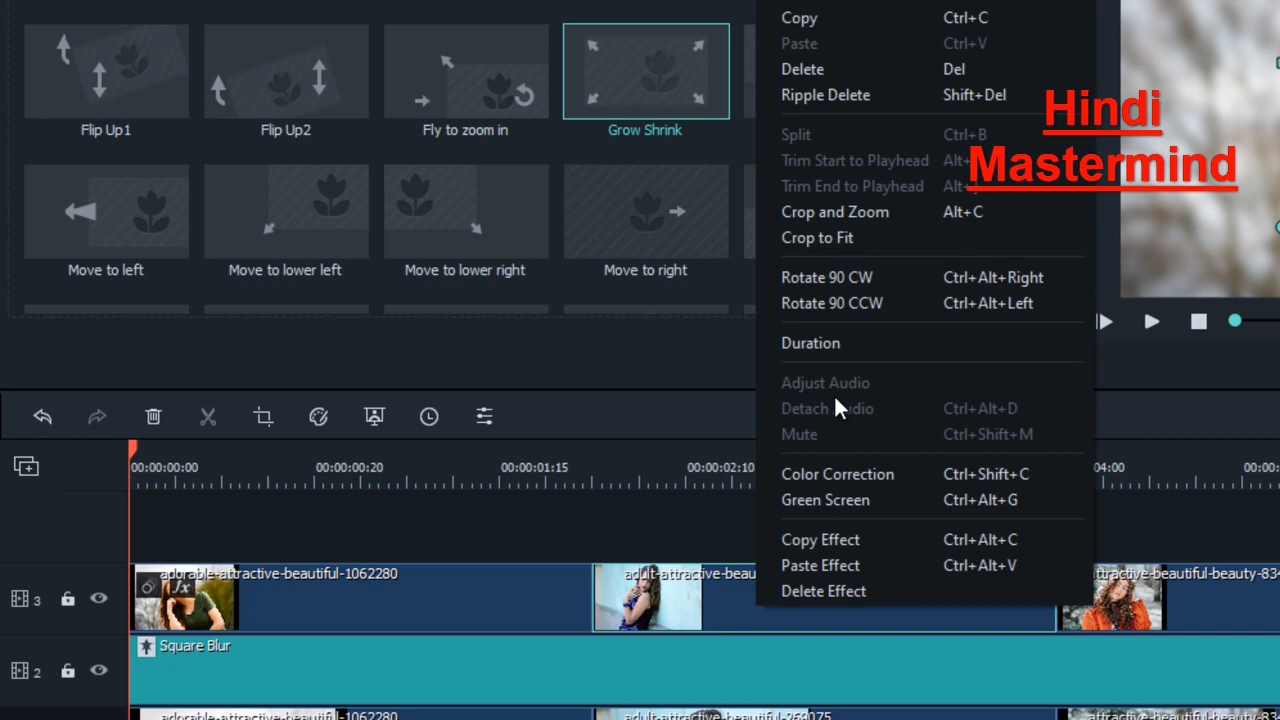 Copy Ctrl+C
Paste Ctrl+V
Delete Del
Ripple Delete Shift+Del
Hindi
Mastermind
Split Ctrl+B
Trim Start to Playhead Alt+
Trim End to Playhead Alt+
Crop and Zoom Alt+C
Crop to Fit
Rotate 90 CW Ctrl+Alt+Right
Rotate 90 CCW Ctrl+Alt+Left
Duration
Adjust Audio
Detach Audio Ctrl+Alt+D
Mute Ctrl+Shift+M
Color Correction Ctrl+Shift+C
Green Screen Ctrl+Alt+G
Copy Effect Ctrl+Alt+C
Paste Effect Ctrl+Alt+V
Delete Effect
Flip Up1 Flip Up2 Fly to zoom in Grow Shrink
Move to left Move to lower left Move to lower right Move to right
00:00:00:00 00:00:00:20 00:00:01:15 00:00:02:10 04:00 00:00:
3 fx adorable-attractive-beautiful-1062280 adult-attractive-beau ttractive-beautiful-beauty-834
2 Square Blur
adorable-attractive-beautiful-1062280 adult-attractive-beautiful-269075